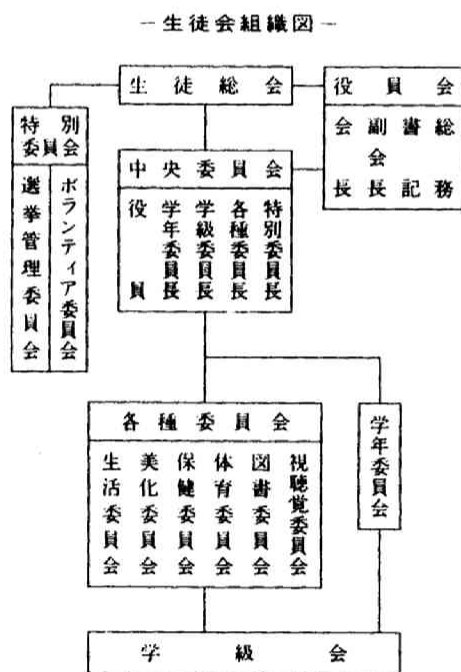 －生徒会組織図－
生徒総会
役員会
会長
副会長
書記
総務
特別委員会
選挙管理委員会
ボランティア委員会
中央委員会
役員
学年委員長
学級委員長
各種委員長
特別委員長
各種委員会
生活委員会
美化委員会
保健委員会
体育委員会
図書委員会
視聴覚委員会
学年委員会
学級会